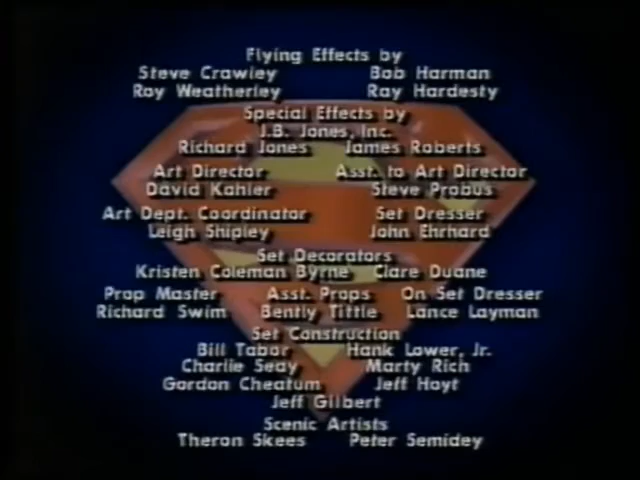 Flying Effects by
Steve Crawley Bob Harman
Roy Weatherley Ray Hardesty
Special Effects by
J.B. Jones, Inc.
Richard Jones James Roberts
Art Director Asst. to Art Director
David Kahler Steve Probus
Art Dept. Coordinator Set Dresser
Leigh Shipley John Ehrhard
Set Decorators
Kristen Coleman Byrne Clare Duane
Prop Master Asst. Props On Set Dresser
Richard Swim Bently Tittle Lance Layman
Set Construction
Bill Tabor Hank Lower, Jr.
Charlie Seay Marty Rich
Gordon Cheatum Jeff Hoyt
Jeff Gilbert
Scenic Artists
Theron Skees Peter Semidey